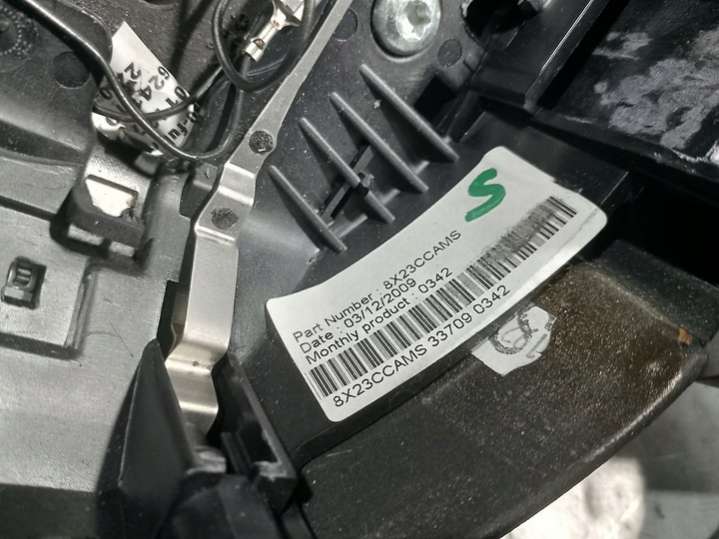 S
Part Number : 8X23CCAMS
Date : 03/12/2009
Monthly product : 0342
8X23CCAMS 33709 0342